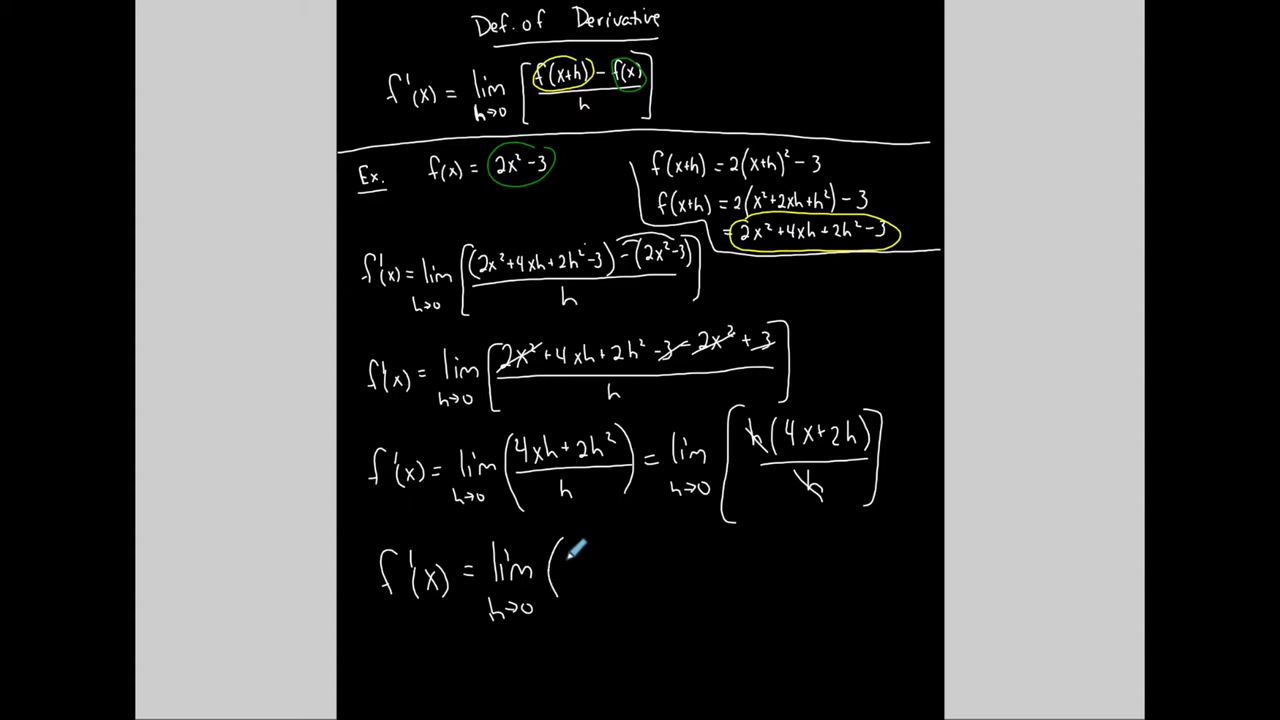 Def. of Derivative
f'(x) = lim h→0 [ f(x+h) - f(x) / h ]
Ex. f(x) = 2x² - 3
f(x+h) = 2(x+h)² - 3
f(x+h) = 2(x²+2xh+h²) - 3
= 2x² + 4xh + 2h² - 3
f'(x) = lim h→0 [ (2x²+4xh+2h²-3) - (2x²-3) / h ]
f'(x) = lim h→0 [ 2x² + 4xh + 2h² - 3 - 2x² + 3 / h ]
f'(x) = lim h→0 ( 4xh + 2h² / h ) = lim h→0 [ h(4x+2h) / h ]
f'(x) = lim h→0 (